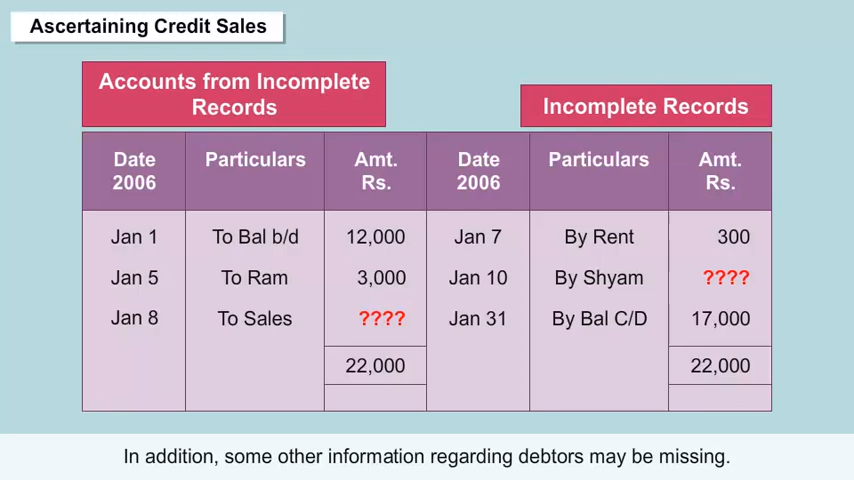 Ascertaining Credit Sales
Accounts from Incomplete
Records
Incomplete Records
Date 2006 Particulars Amt. Rs. Date 2006 Particulars Amt. Rs.
Jan 1 To Bal b/d 12,000 Jan 7 By Rent 300
Jan 5 To Ram 3,000 Jan 10 By Shyam ????
Jan 8 To Sales ???? Jan 31 By Bal C/D 17,000
22,000 22,000
In addition, some other information regarding debtors may be missing.